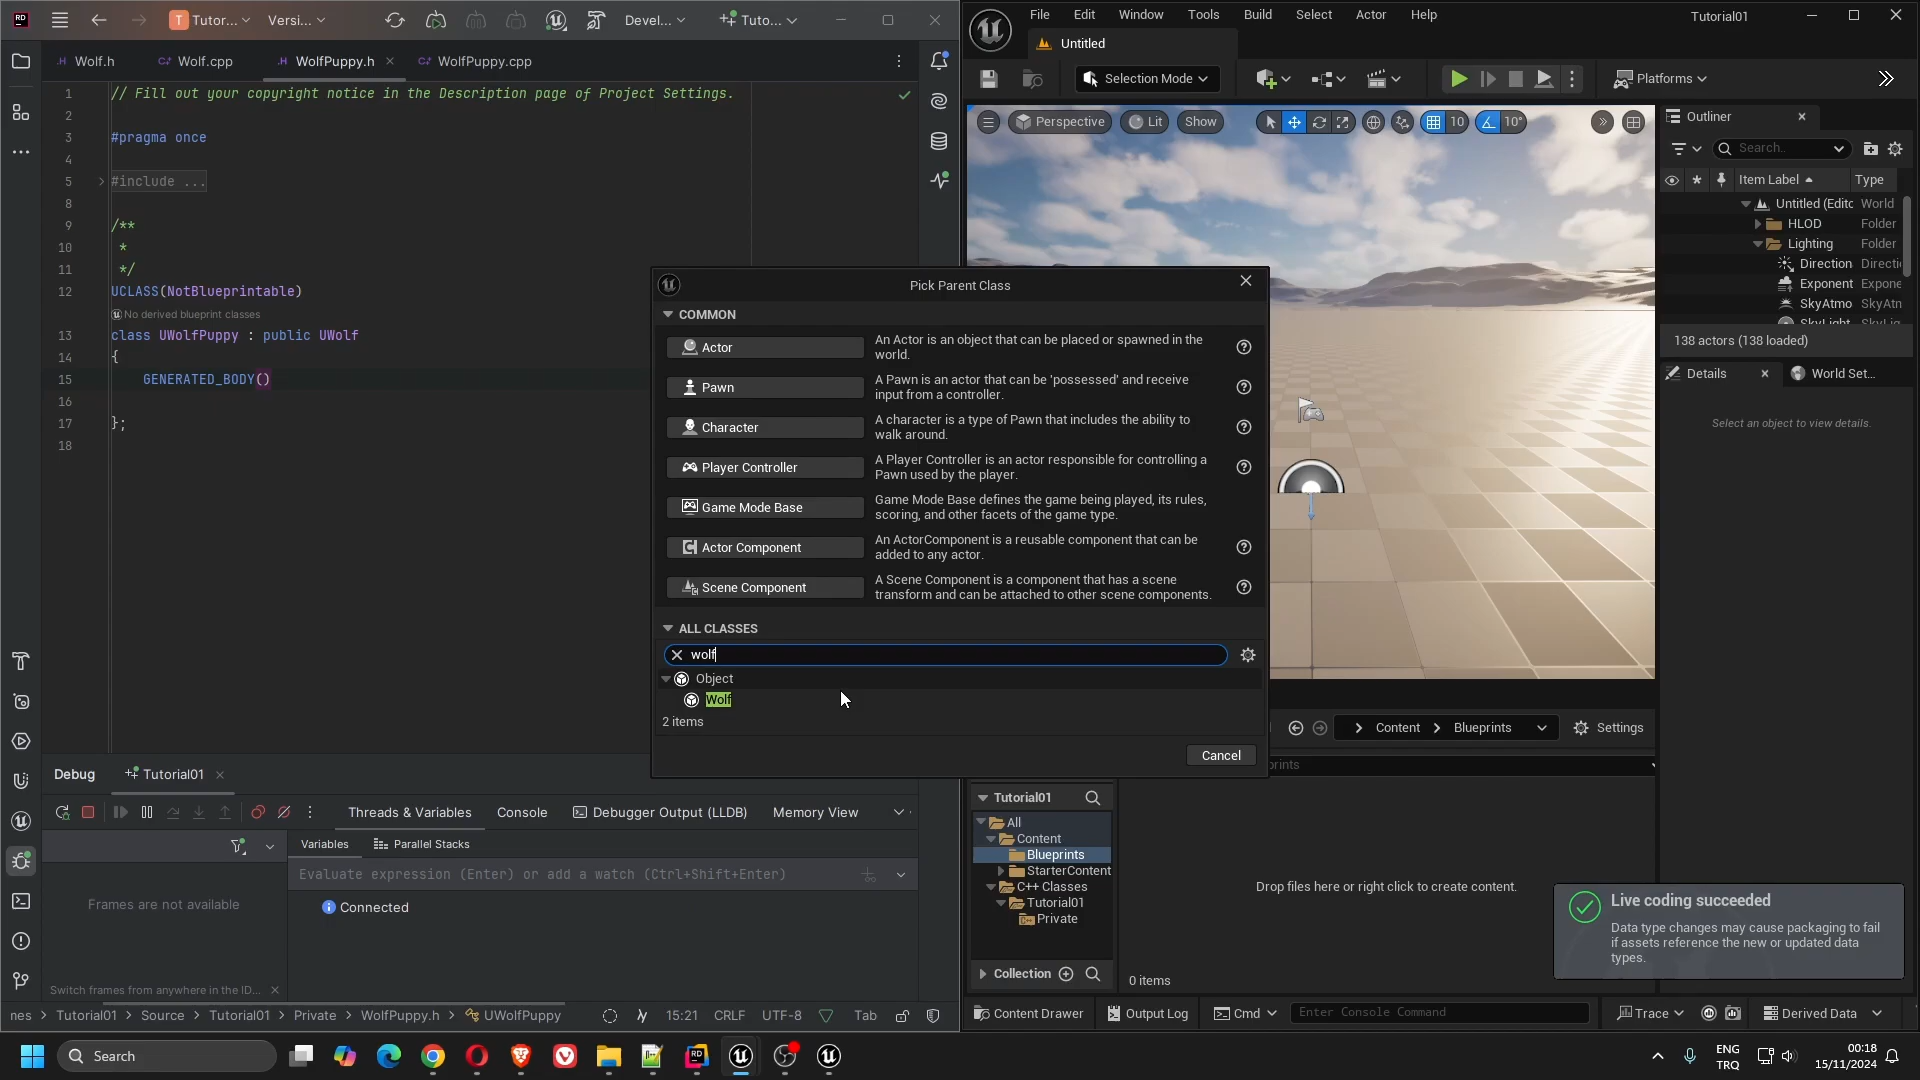 Tutor...
Versi...
Devel...
Tuto...
Wolf.h
Wolf.cpp
WolfPuppy.h
WolfPuppy.cpp
1 // Fill out your copyright notice in the Description page of Project Settings.
2
3 #pragma once
4
5 #include ...
8
9 /**
10 *
11 */
12 UCLASS(NotBlueprintable)
No derived blueprint classes
13 class UWolfPuppy : public UWolf
14 {
15 GENERATED_BODY()
16
17 };
18
Debug
Tutorial01
Threads & Variables
Console
Debugger Output (LLDB)
Memory View
Variables
Parallel Stacks
Evaluate expression (Enter) or add a watch (Ctrl+Shift+Enter)
Frames are not available
Connected
Switch frames from anywhere in the ID...
nes > Tutorial01 > Source > Tutorial01 > Private > WolfPuppy.h > UWolfPuppy
15:21 CRLF UTF-8 Tab
Pick Parent Class
COMMON
Actor
An Actor is an object that can be placed or spawned in the
world.
Pawn
A Pawn is an actor that can be 'possessed' and receive
input from a controller.
Character
A character is a type of Pawn that includes the ability to
walk around.
Player Controller
A Player Controller is an actor responsible for controlling a
Pawn used by the player.
Game Mode Base
Game Mode Base defines the game being played, its rules,
scoring, and other facets of the game type.
Actor Component
An ActorComponent is a reusable component that can be
added to any actor.
Scene Component
A Scene Component is a component that has a scene
transform and can be attached to other scene components.
ALL CLASSES
wolf
Object
Wolf
2 items
Cancel
File Edit Window Tools Build Select Actor Help
Tutorial01
Untitled
Selection Mode
Platforms
Perspective
Lit
Show
10
10°
Outliner
Search..
Item Label
Type
Untitled (Editc World
HLOD Folder
Lighting Folder
Direction Directi
Exponent Expone
SkyAtmo SkyAtn
SkyLight SkyLig
138 actors (138 loaded)
Details
World Set...
Select an object to view details.
Content > Blueprints
Settings
Tutorial01
All
Content
Blueprints
StarterContent
C++ Classes
Tutorial01
Private
Collection
Drop files here or right click to create content.
0 items
Live coding succeeded
Data type changes may cause packaging to fail
if assets reference the new or updated data
types.
Content Drawer
Output Log
Cmd
Enter Console Command
Trace
Derived Data
Search
ENG
TRQ
00:18
15/11/2024